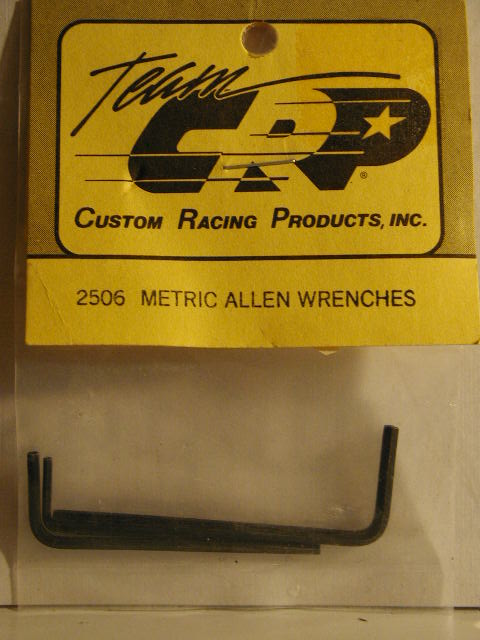 Team
CRP
®
CUSTOM RACING PRODUCTS, INC.
2506 METRIC ALLEN WRENCHES